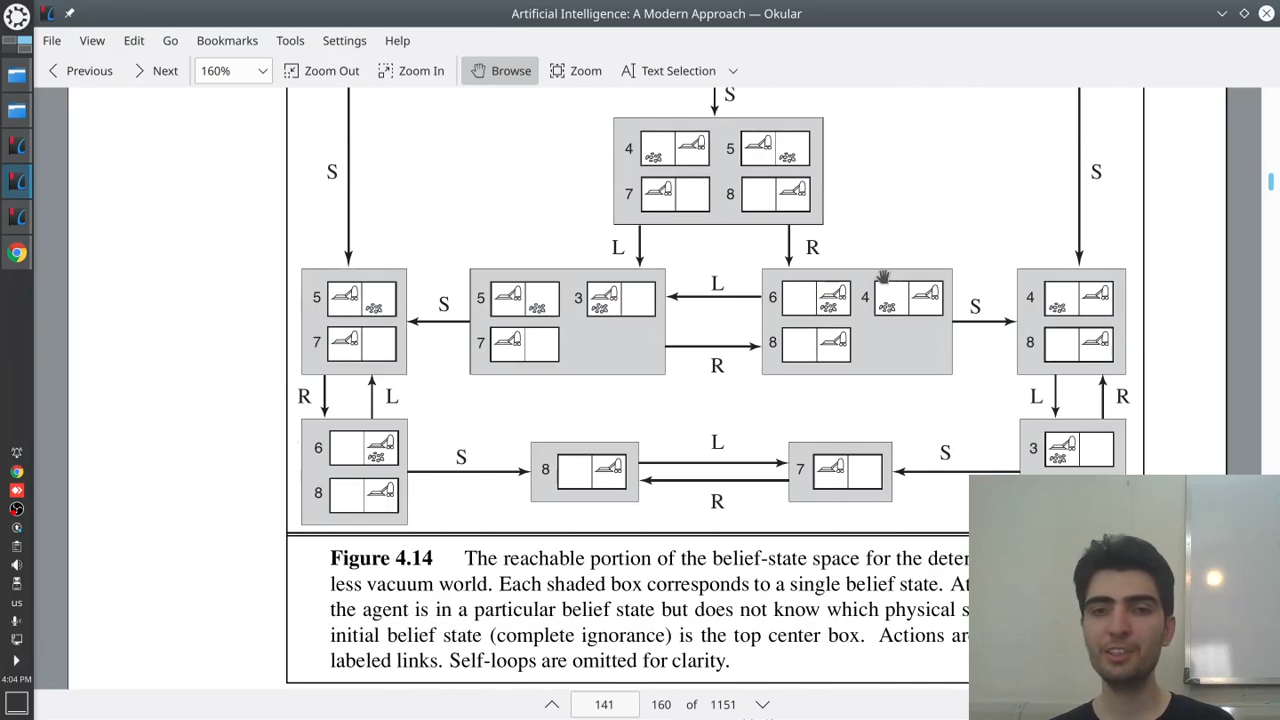 Artificial Intelligence: A Modern Approach — Okular
File View Edit Go Bookmarks Tools Settings Help
Previous Next 160% Zoom Out Zoom In Browse Zoom Text Selection
S
4 5
S S
7 8
L R
5 5 3 L 6 4 4
S S
7 7 8 8
R
R L L R
6 L 3
S 8 7 S
8 R
Figure 4.14 The reachable portion of the belief-state space for the deter
less vacuum world. Each shaded box corresponds to a single belief state. At
the agent is in a particular belief state but does not know which physical s
initial belief state (complete ignorance) is the top center box. Actions are
labeled links. Self-loops are omitted for clarity.
us
4:04 PM
141 160 of 1151